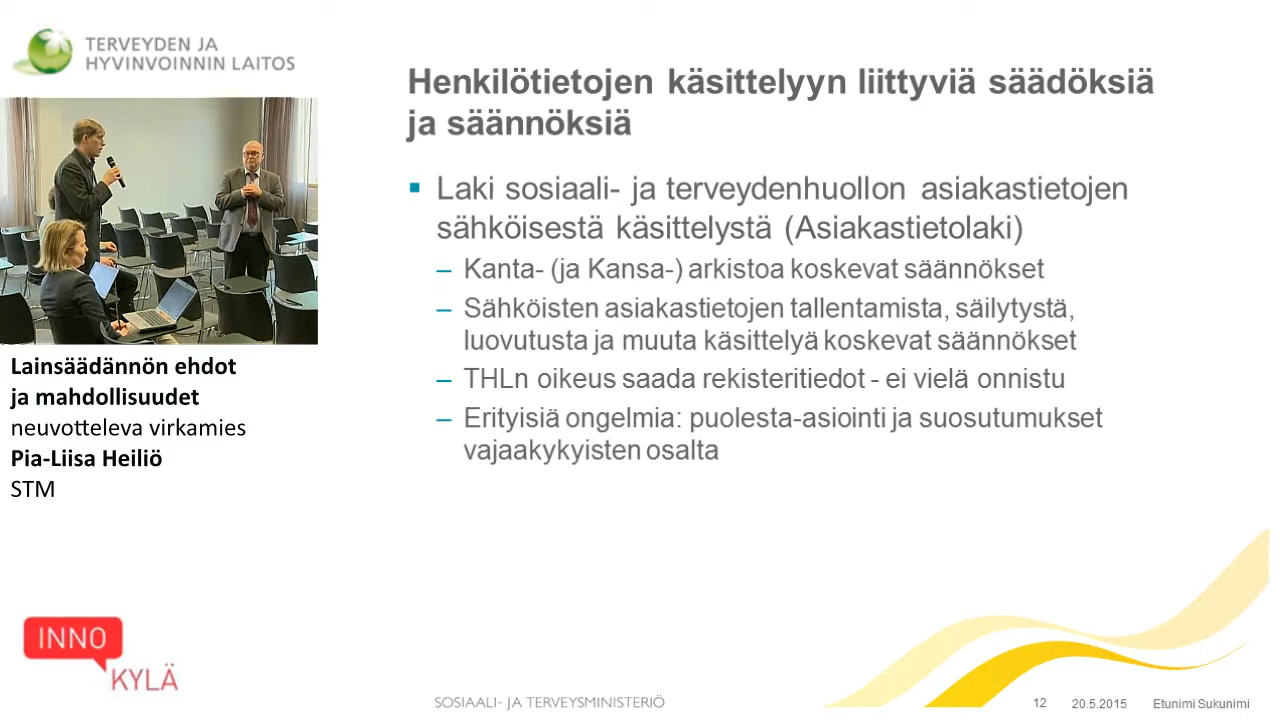 TERVEYDEN JA
HYVINVOINNIN LAITOS
Henkilötietojen käsittelyyn liittyviä säädöksiä
ja säännöksiä
▪ Laki sosiaali- ja terveydenhuollon asiakastietojen
sähköisestä käsittelystä (Asiakastietolaki)
– Kanta- (ja Kansa-) arkistoa koskevat säännökset
– Sähköisten asiakastietojen tallentamista, säilytystä,
luovutusta ja muuta käsittelyä koskevat säännökset
– THLn oikeus saada rekisteritiedot - ei vielä onnistu
– Erityisiä ongelmia: puolesta-asiointi ja suosutumukset
vajaakykyisten osalta
Lainsäädännön ehdot
ja mahdollisuudet
neuvotteleva virkamies
Pia-Liisa Heiliö
STM
INNO
KYLÄ
SOSIAALI- JA TERVEYSMINISTERIÖ
12 20.5.2015 Etunimi Sukunimi